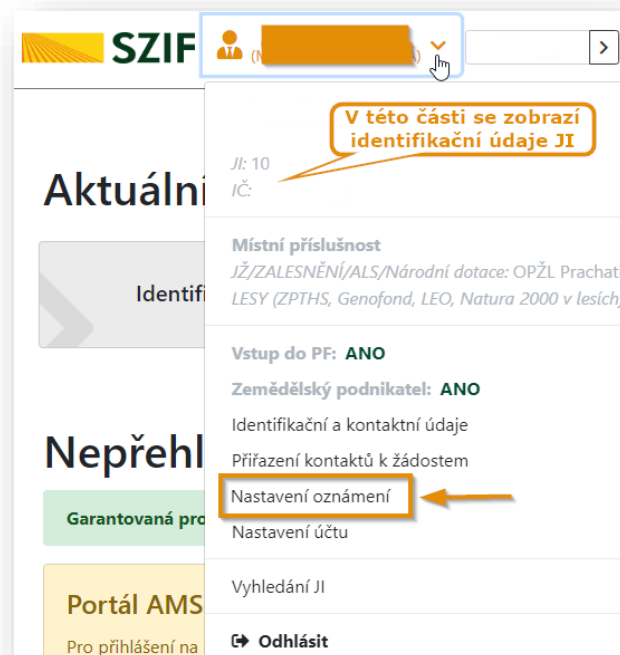 SZIF
V této části se zobrazí
identifikační údaje JI
JI: 10
IČ:
Aktuální
Místní příslušnost
JŽ/ZALESNĚNÍ/ALS/Národní dotace: OPŽL Prachat
LESY (ZPTHS, Genofond, LEO, Natura 2000 v lesích)
Identifi
Vstup do PF: ANO
Zemědělský podnikatel: ANO
Identifikační a kontaktní údaje
Přiřazení kontaktů k žádostem
Nastavení oznámení
Nastavení účtu
Nepřehl
Garantovaná pro
Vyhledání JI
Portál AMS
Pro přihlášení na
Odhlásit